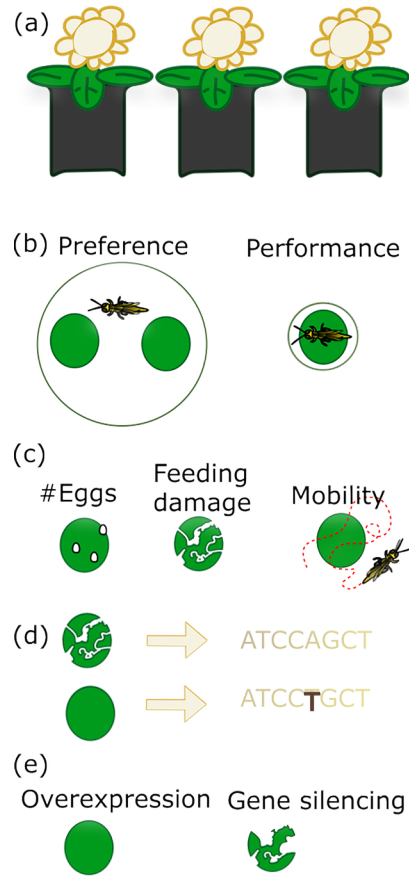 (a)
(b)
Preference
Performance
(c)
#Eggs
Feeding
damage
Mobility
(d)
ATCCAGCT
ATCCTGCT
(e)
Overexpression
Gene silencing